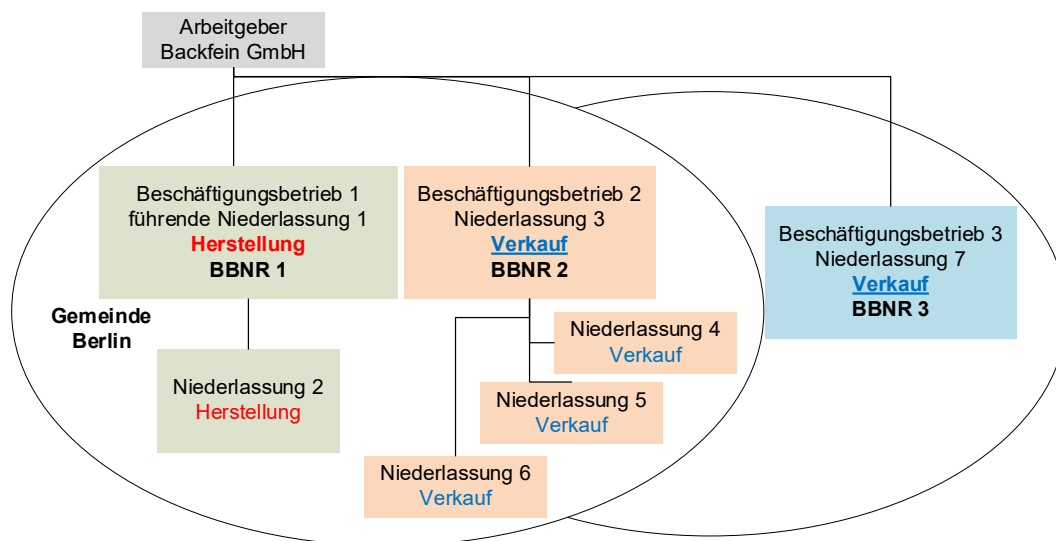 Arbeitgeber
Backfein GmbH
Beschäftigungsbetrieb 1
führende Niederlassung 1
Herstellung
BBNR 1
Beschäftigungsbetrieb 2
Niederlassung 3
Verkauf
BBNR 2
Beschäftigungsbetrieb 3
Niederlassung 7
Verkauf
BBNR 3
Gemeinde
Berlin
Niederlassung 2
Herstellung
Niederlassung 4
Verkauf
Niederlassung 5
Verkauf
Niederlassung 6
Verkauf